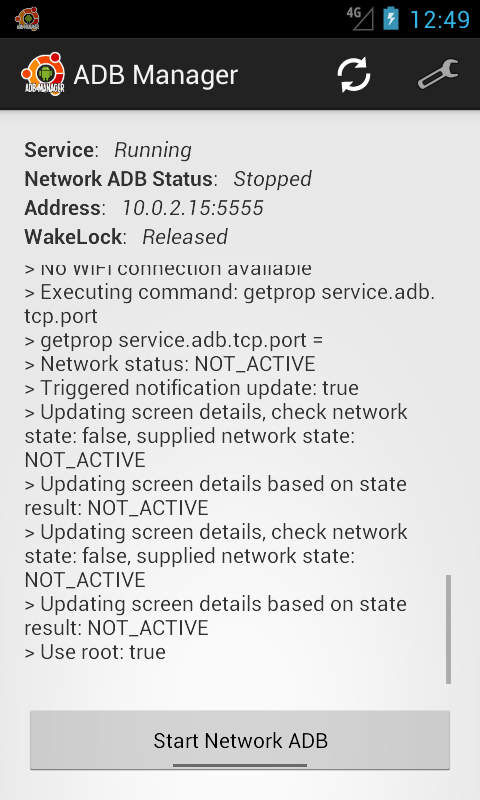 4G 12:49
ADB MANAGER ADB Manager
Service: Running
Network ADB Status: Stopped
Address: 10.0.2.15:5555
WakeLock: Released
> No WiFi connection available
> Executing command: getprop service.adb.
tcp.port
> getprop service.adb.tcp.port =
> Network status: NOT_ACTIVE
> Triggered notification update: true
> Updating screen details, check network
state: false, supplied network state:
NOT_ACTIVE
> Updating screen details based on state
result: NOT_ACTIVE
> Updating screen details, check network
state: false, supplied network state:
NOT_ACTIVE
> Updating screen details based on state
result: NOT_ACTIVE
> Use root: true
Start Network ADB